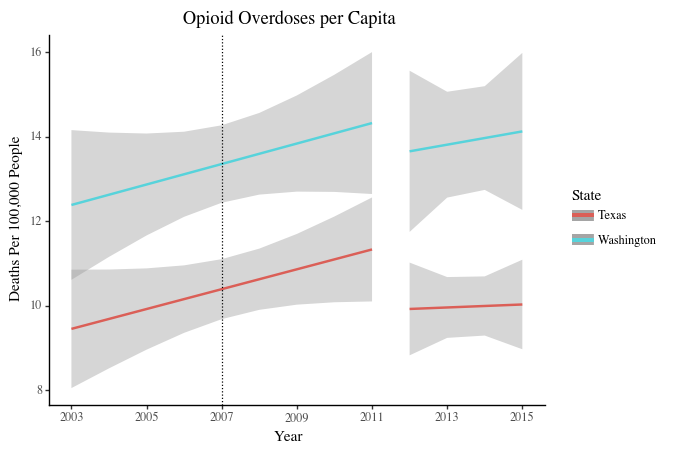 Opioid Overdoses per Capita
16
14
12
10
8
Deaths Per 100,000 People
2003 2005 2007 2009 2011 2013 2015
Year
State
Texas
Washington